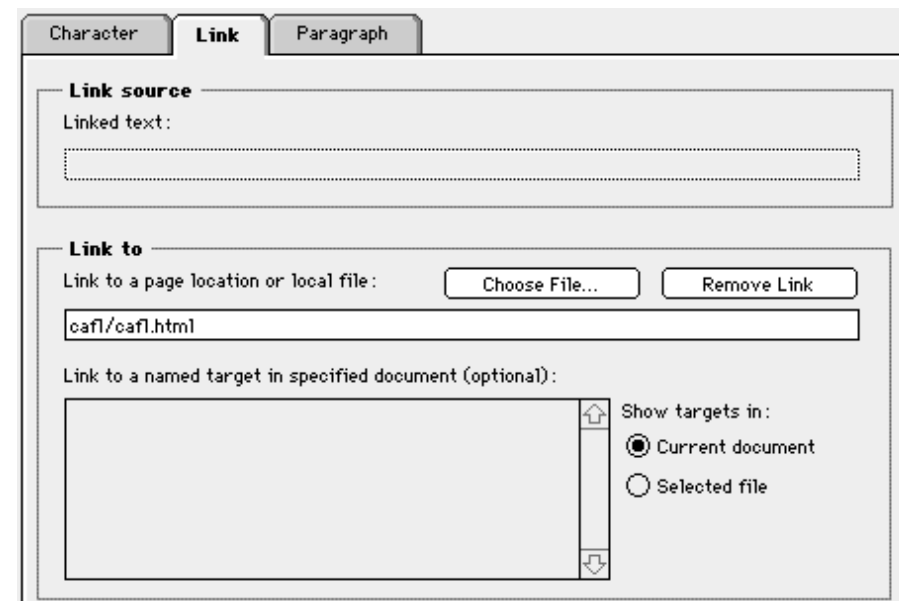 Character Link Paragraph
Link source
Linked text:
Link to
Link to a page location or local file: Choose File... Remove Link
cafl/cafl.html
Link to a named target in specified document (optional):
Show targets in:
Current document
Selected file